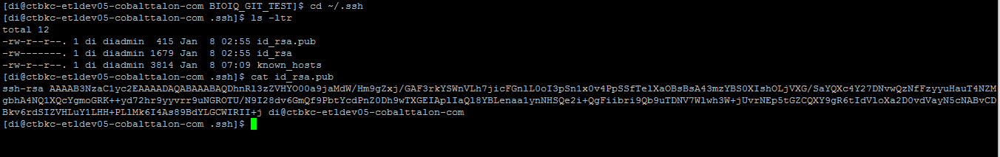 [di@ctbkc-etldev05-cobalttalon-com BIOIQ_GIT_TEST]$ cd ~/.ssh
[di@ctbkc-etldev05-cobalttalon-com .ssh]$ ls -ltr
total 12
-rw-r--r--. 1 di diadmin  415 Jan  8 02:55 id_rsa.pub
-rw-------. 1 di diadmin 1679 Jan  8 02:55 id_rsa
-rw-r--r--. 1 di diadmin 3814 Jan  8 07:09 known_hosts
[di@ctbkc-etldev05-cobalttalon-com .ssh]$ cat id_rsa.pub
ssh-rsa AAAAB3NzaC1yc2EAAAADAQABAAABAQDhnRl3zZVHYO00a9jaMdW/Hm9gZxj/GAF3rkYSWnVLh7jicFGnlL0oI3pSn1x0v4PpSSfTelXaOBsBsA43mzYBS0XIshOLjVXG/SaYQXc4Y27DNvwQzNfFzyyuHauT4NZM
gbhA4NQ1XQcYgmoGRK++yd72hr9yyvrr9uNGROTU/N9I28dv6GmQf9PbtYcdPnZ0Dh9wTXGEIAplIaQl8YBLenaa1ynNHSQe2i+QgFiibri9Qb9uTDNV7Wlwh3W+jUvrNEp5tGZCQXY9gR6tIdVloXa2D0vdVayN5cNABvCD
Bkv6rdSIZVHLuY1LHH+PLlMk6I4As89BdYLGCWIRII+j di@ctbkc-etldev05-cobalttalon-com
[di@ctbkc-etldev05-cobalttalon-com .ssh]$